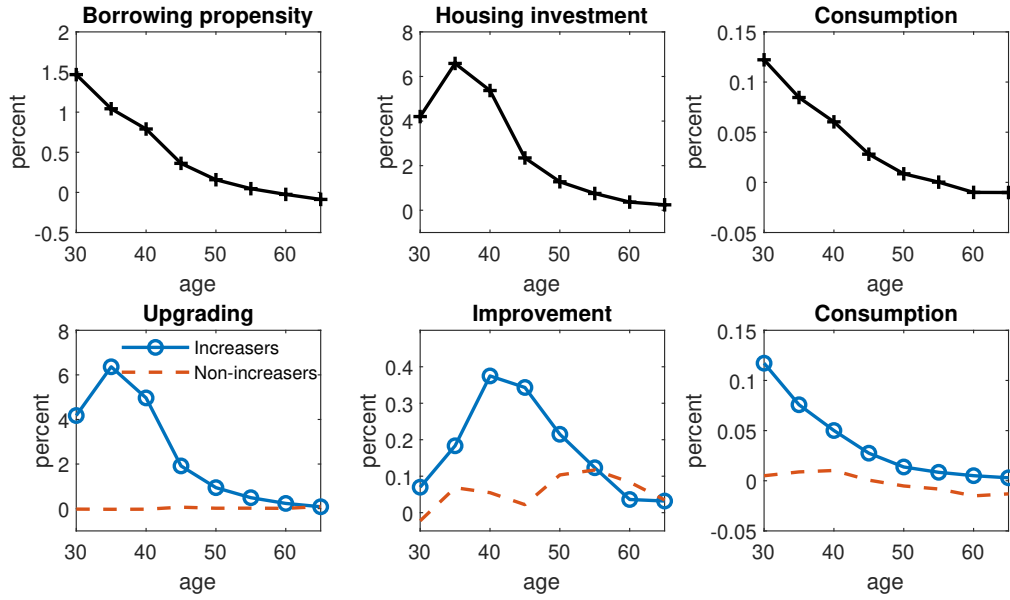 Borrowing propensity
2
1.5
1
0.5
0
-0.5
30 40 50 60
percent
age
Housing investment
8
6
4
2
0
30 40 50 60
percent
age
Consumption
0.15
0.1
0.05
0
-0.05
30 40 50 60
percent
age
Upgrading
8
6
4
2
0
30 40 50 60
percent
age
Increasers
Non-increasers
Improvement
0.4
0.3
0.2
0.1
0
30 40 50 60
percent
age
Consumption
0.15
0.1
0.05
0
-0.05
30 40 50 60
percent
age